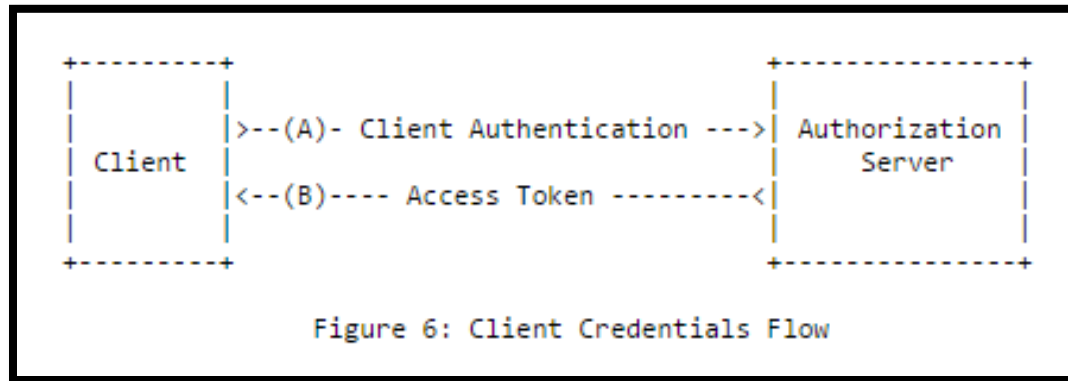 +---------+                                  +---------------+
|         |                                  |               |
|         |>--(A)- Client Authentication --->| Authorization |
| Client  |                                  |     Server    |
|         |<--(B)---- Access Token ---------<|               |
|         |                                  |               |
+---------+                                  +---------------+
Figure 6: Client Credentials Flow